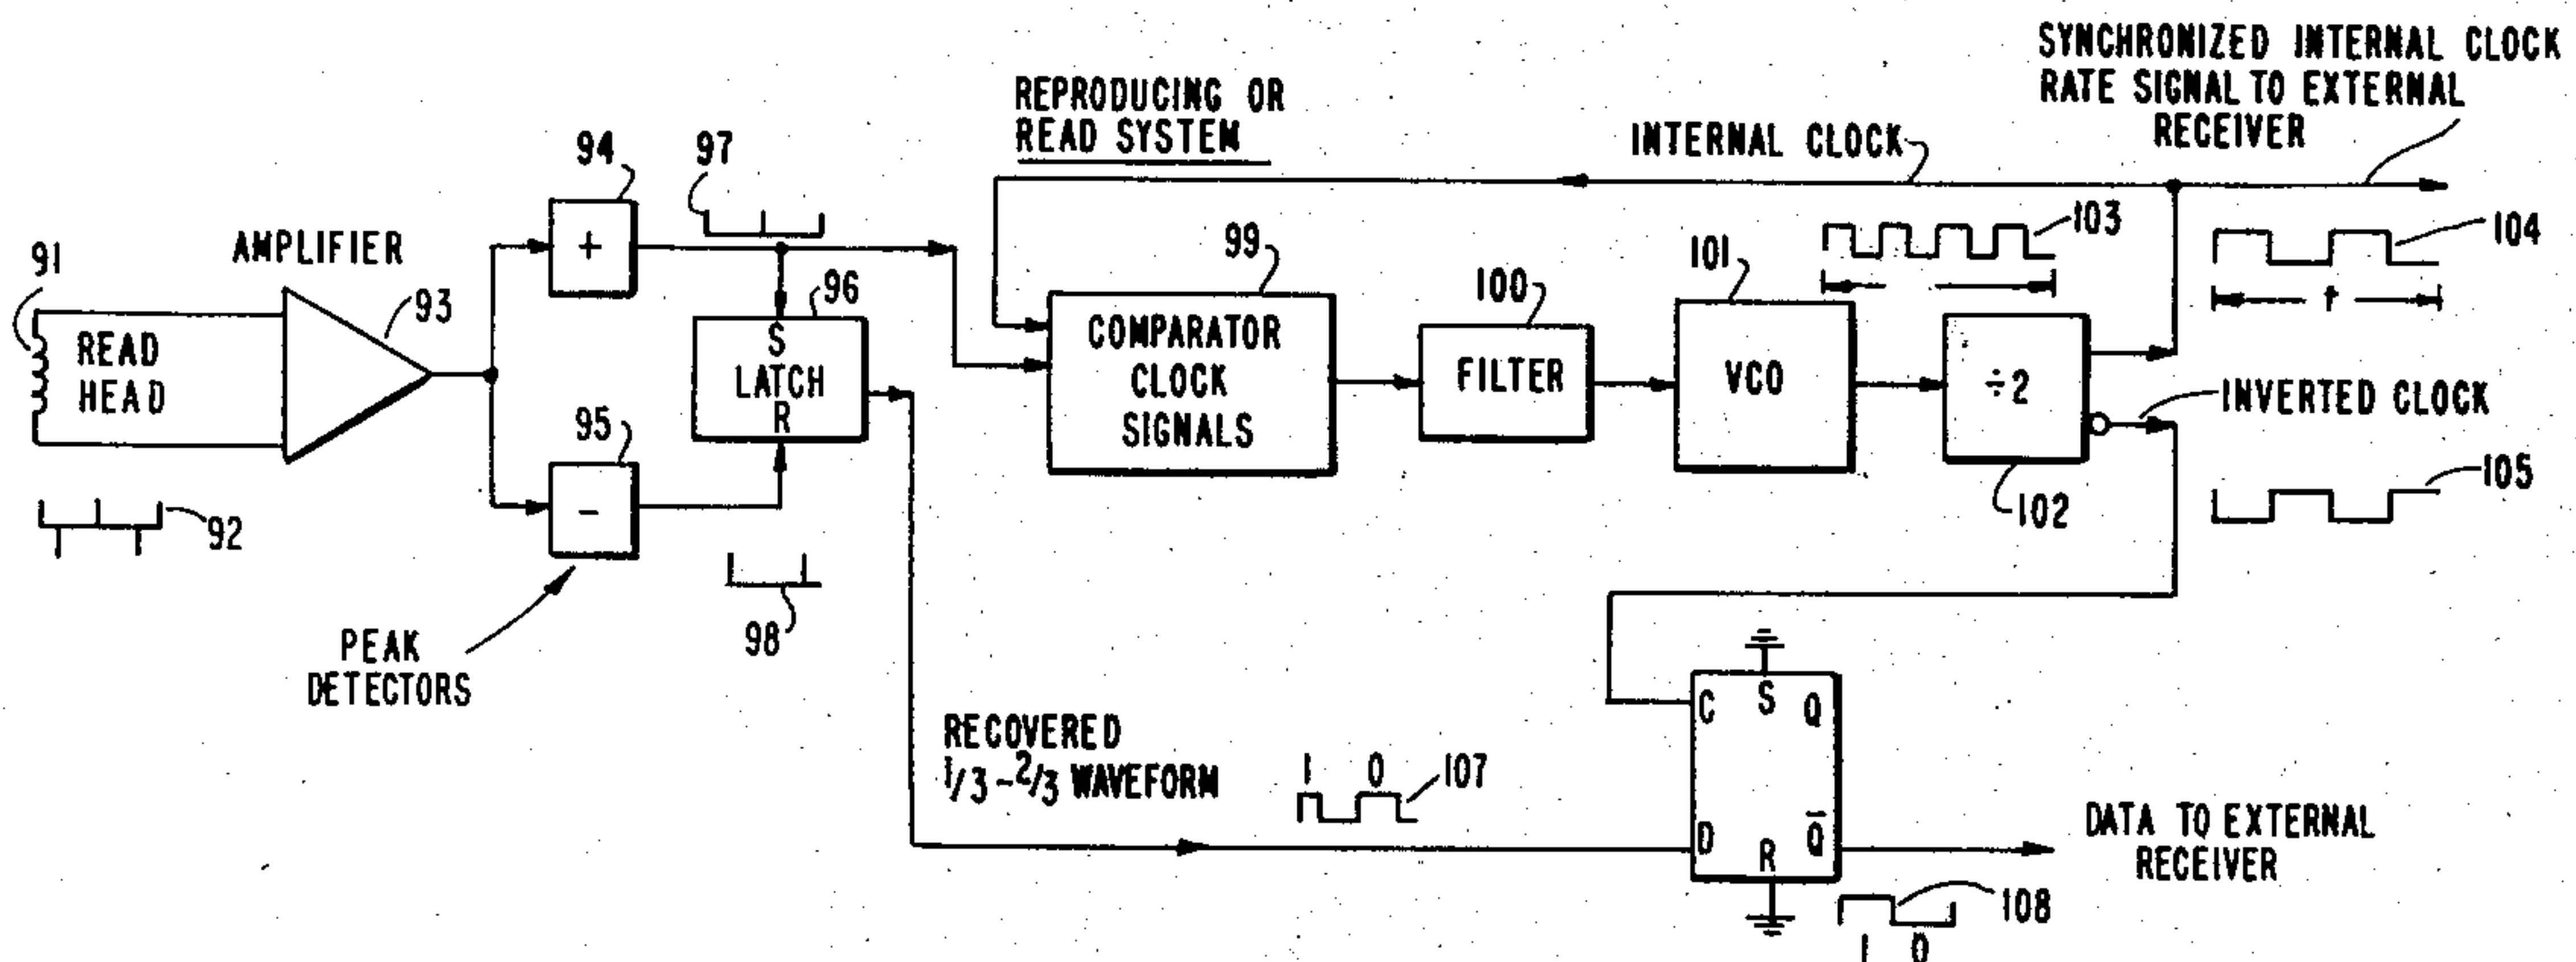 SYNCHRONIZED INTERNAL CLOCK
RATE SIGNAL TO EXTERNAL
RECEIVER
REPRODUCING OR
READ SYSTEM
INTERNAL CLOCK
94
97
91
AMPLIFIER
93
READ
HEAD
+
96
S
LATCH
R
99
COMPARATOR
CLOCK
SIGNALS
100
FILTER
101
VCO
103
÷2
102
104
t
INVERTED CLOCK
105
95
-
92
98
PEAK
DETECTORS
RECOVERED
1/3-2/3 WAVEFORM
1 0
107
C S Q
D R Q̅
DATA TO EXTERNAL
RECEIVER
108
1 0